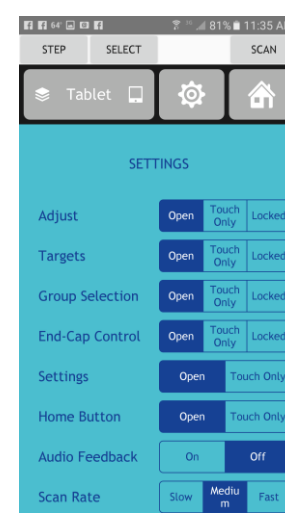 64° 81% 11:35 AM
STEP SELECT SCAN
Tablet
SETTINGS
Adjust Open Touch Only Locked
Targets Open Touch Only Locked
Group Selection Open Touch Only Locked
End-Cap Control Open Touch Only Locked
Settings Open Touch Only
Home Button Open Touch Only
Audio Feedback On Off
Scan Rate Slow Mediu
m Fast